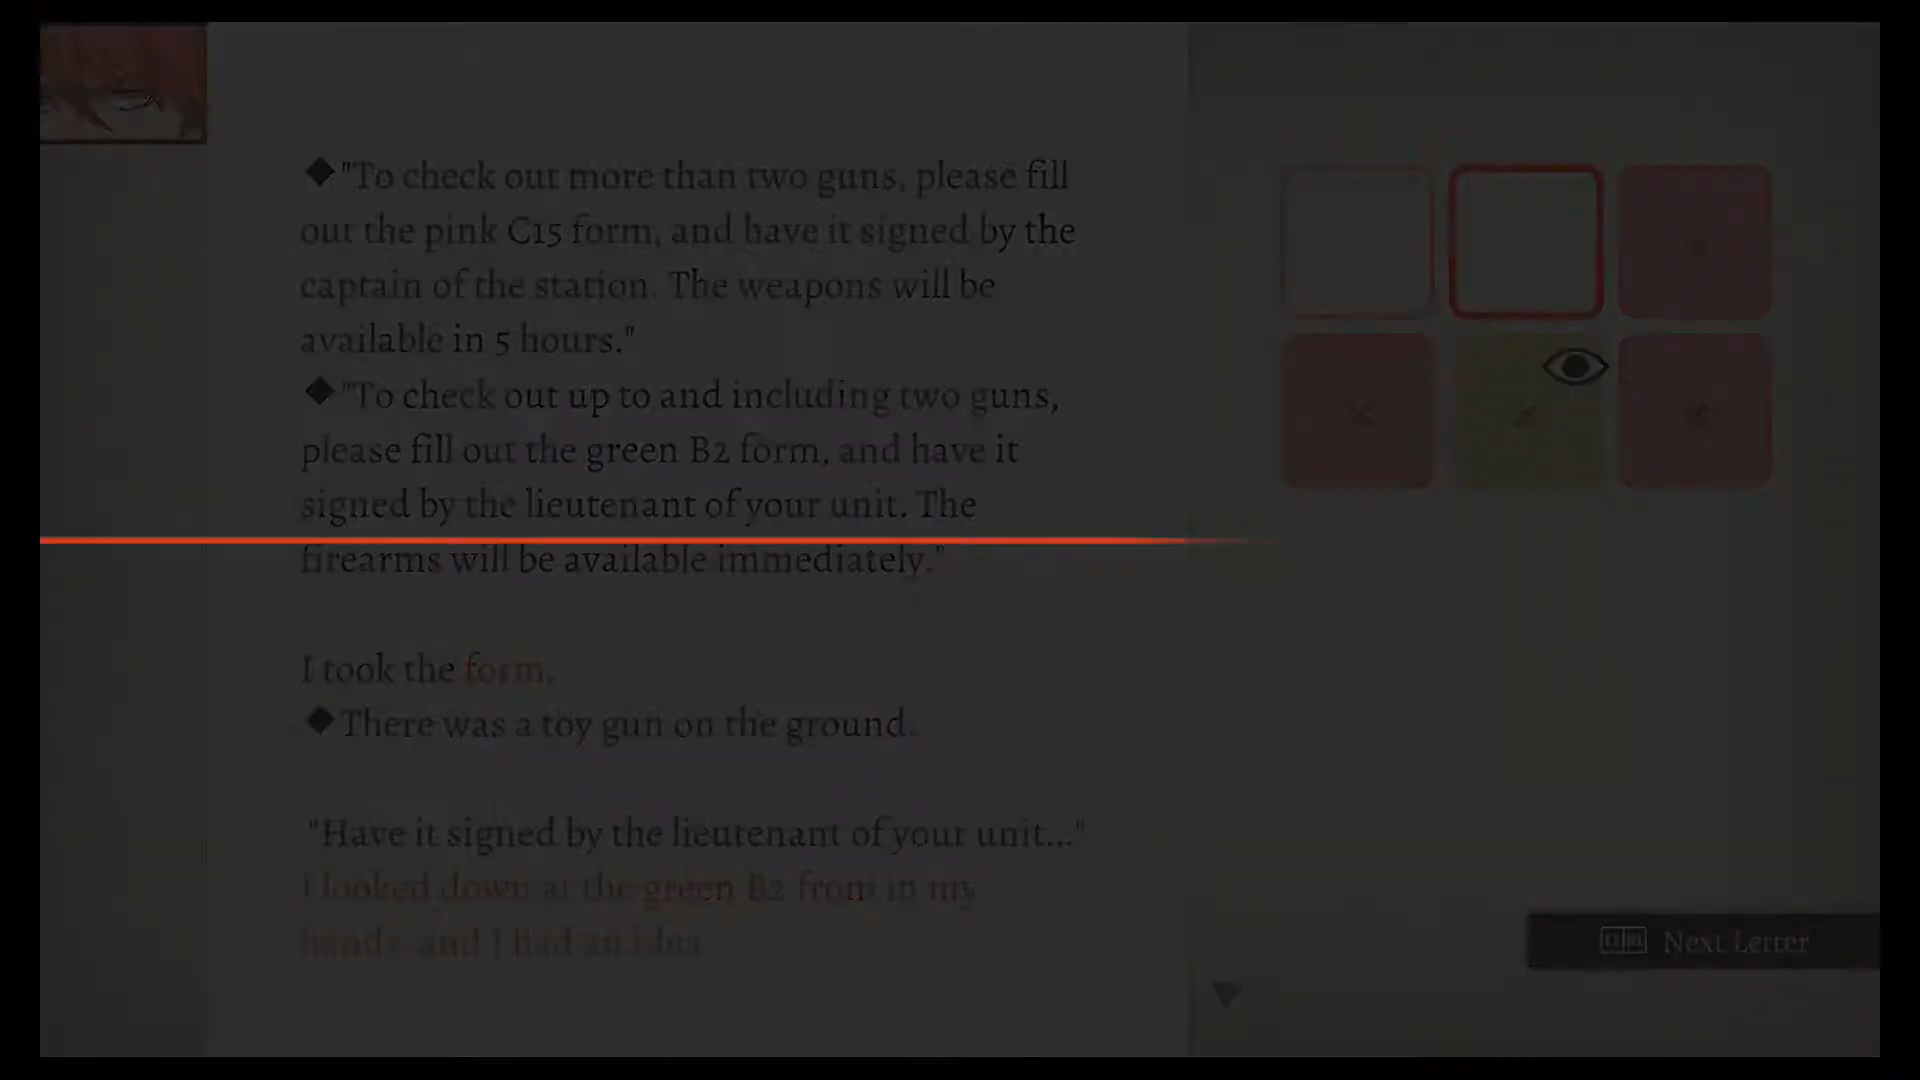 ◆"To check out more than two guns, please fill
out the pink C15 form, and have it signed by the
captain of the station. The weapons will be
available in 5 hours."
◆"To check out up to and including two guns,
please fill out the green B2 form, and have it
signed by the lieutenant of your unit. The
firearms will be available immediately."
I took the form.
◆There was a toy gun on the ground.
"Have it signed by the lieutenant of your unit..."
I looked down at the green B2 from in my
hands, and I had an idea
Next Letter